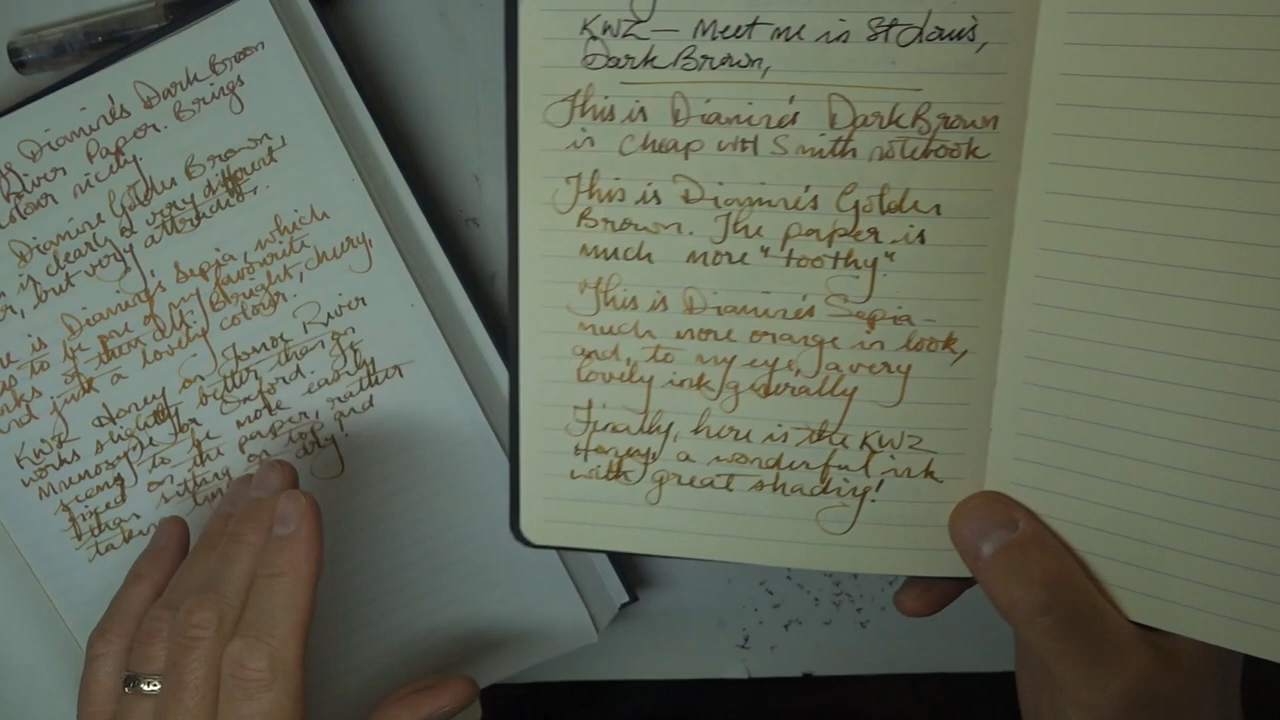 Diamine's Dark Brown
River Paper. Brings
colour nicely.
Diamine Golden Brown,
is clearly a very different
, but very attractive.
is Diamine's Sepia, which
to be one of my favourite
inks of them all. Bright, cheery,
and just a lovely colour.
KWZ Honey on Tomoe River
works slightly better than on
Mnemosyne or Oxford. It
seems to be more easily
fixed on the paper, rather
than sitting on top and
taking dry.
KWZ — Meet me in St Louis,
Dark Brown,
This is Diamine's Dark Brown
in cheap WH Smith notebook
This is Diamine's Golden
Brown. The paper is
much more "toothy".
This is Diamine's Sepia -
much more orange in look,
and, to my eye, a very
lovely ink generally
Finally, here is the KWZ
Honey, a wonderful ink
with great shading!